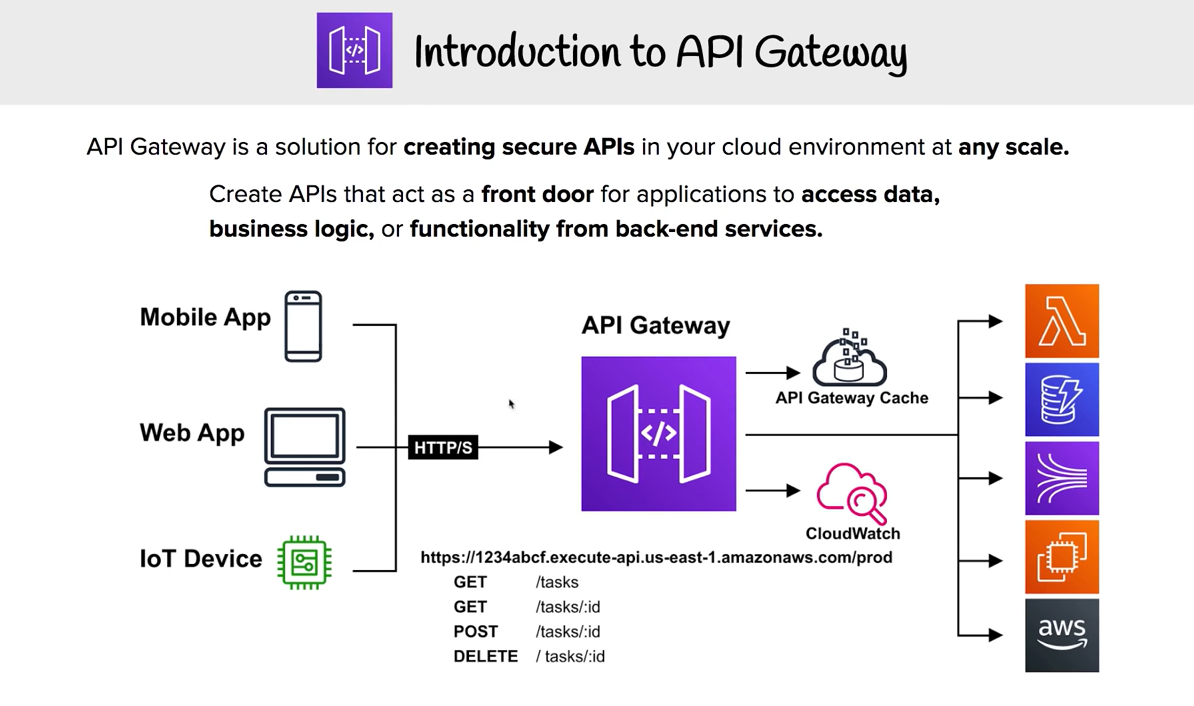 Introduction to API Gateway
API Gateway is a solution for creating secure APIs in your cloud environment at any scale.
Create APIs that act as a front door for applications to access data,
business logic, or functionality from back-end services.
Mobile App
Web App
IoT Device
HTTP/S
API Gateway
</>
API Gateway Cache
CloudWatch
https://1234abcf.execute-api.us-east-1.amazonaws.com/prod
GET /tasks
GET /tasks/:id
POST /tasks/:id
DELETE / tasks/:id
aws